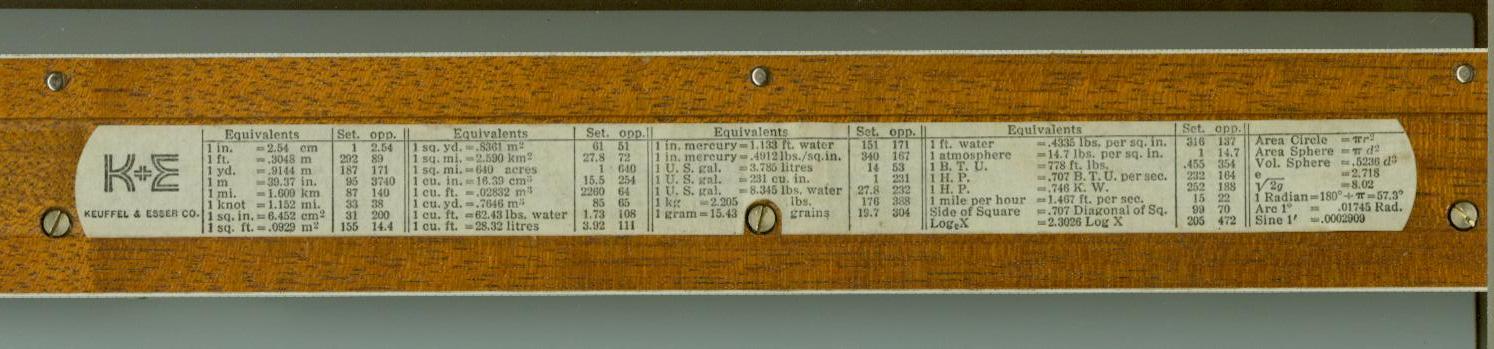 K+E
KEUFFEL & ESSER CO.
Equivalents Set. opp.
1 in. = 2.54 cm 1 2.54
1 ft. = .3048 m 292 89
1 yd. = .9144 m 187 171
1 m = 39.37 in. 95 3740
1 mi. = 1.609 km 87 140
1 knot = 1.152 mi. 33 38
1 sq. in. = 6.452 cm² 31 200
1 sq. ft. = .0929 m² 155 14.4
Equivalents Set. opp.
1 sq. yd. = .8361 m² 61 51
1 sq. mi. = 2.590 km² 27.8 72
1 sq. mi. = 640 acres 1 640
1 cu. in. = 16.39 cm³ 15.5 254
1 cu. ft. = .02832 m³ 2260 64
1 cu. yd. = .7646 m³ 85 65
1 cu. ft. = 62.43 lbs. water 1.73 108
1 cu. ft. = 28.32 litres 3.92 111
Equivalents Set. opp.
1 in. mercury = 1.133 ft. water 151 171
1 in. mercury = .4912 lbs./sq.in. 340 167
1 U. S. gal. = 3.785 litres 14 53
1 U. S. gal. = 231 cu. in. 1 231
1 U. S. gal. = 8.345 lbs. water 27.8 232
1 kg = 2.205 lbs. 176 388
1 gram = 15.43 grains 19.7 304
Equivalents Set. opp.
1 ft. water = .4335 lbs. per sq. in. 316 137
1 atmosphere = 14.7 lbs. per sq. in. 1 14.7
1 B. T. U. = 778 ft. lbs. .455 354
1 H. P. = .707 B. T. U. per sec. 232 164
1 H. P. = .746 K. W. 252 188
1 mile per hour = 1.467 ft. per sec. 15 22
Side of Square = .707 Diagonal of Sq. 99 70
LogₑX = 2.3026 Log X 205 472
Area Circle = πr²
Area Sphere = π d²
Vol. Sphere = .5236 d³
e = 2.718
√2g = 8.02
1 Radian = 180° ÷ π = 57.3°
Arc 1° = .01745 Rad.
Sine 1′ = .0002909